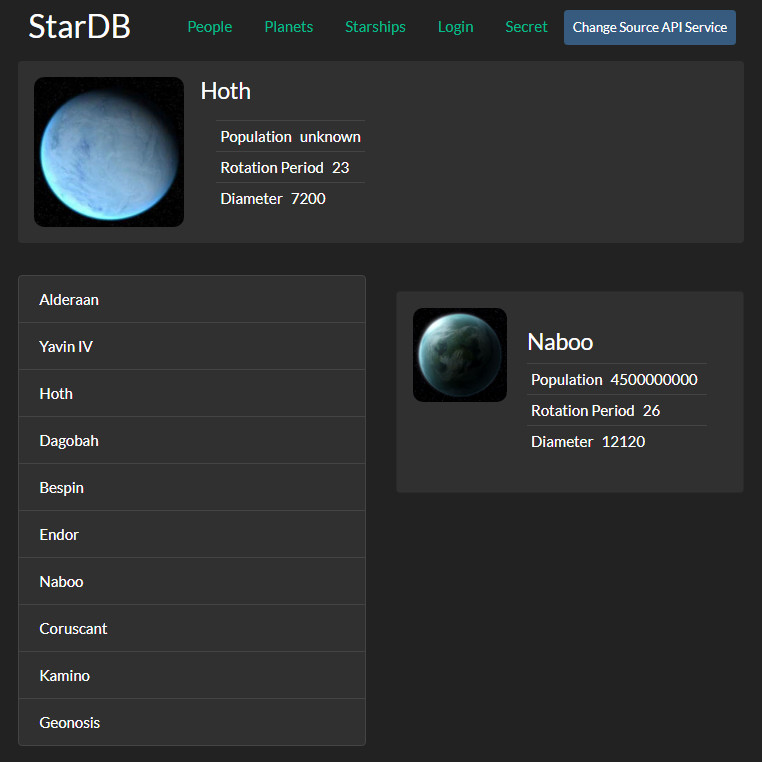 StarDB People Planets Starships Login Secret Change Source API Service
Hoth
Population unknown
Rotation Period 23
Diameter 7200
Alderaan
Yavin IV
Hoth
Dagobah
Bespin
Endor
Naboo
Coruscant
Kamino
Geonosis
Naboo
Population 4500000000
Rotation Period 26
Diameter 12120